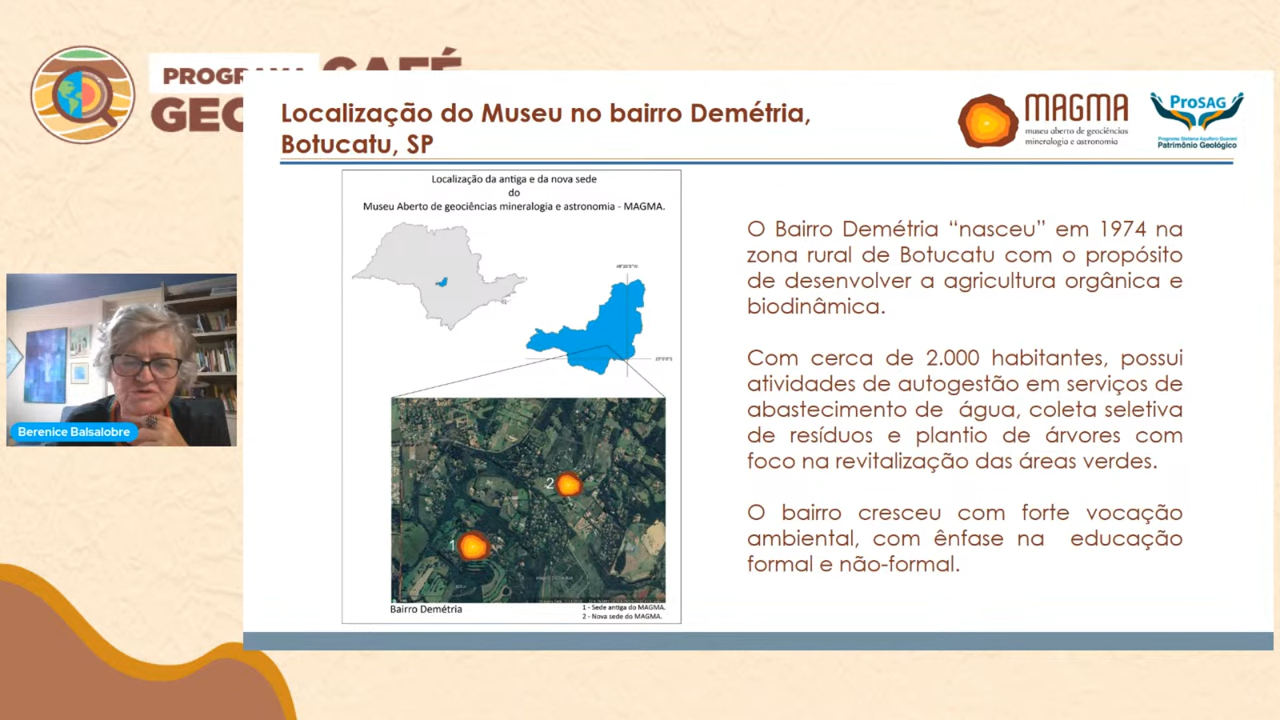 PROGRAMA CAFÉ
GEO
Localização do Museu no bairro Demétria,
Botucatu, SP
MAGMA
museu aberto de geociências
mineralogia e astronomia
ProSAG
Patrimônio Geológico
Localização da antiga e da nova sede
do
Museu Aberto de geociências mineralogia e astronomia - MAGMA.
2
1
Bairro Demétria
1 - Sede antiga do MAGMA.
2 - Nova sede do MAGMA.
O Bairro Demétria “nasceu” em 1974 na
zona rural de Botucatu com o propósito
de desenvolver a agricultura orgânica e
biodinâmica.
Com cerca de 2.000 habitantes, possui
atividades de autogestão em serviços de
abastecimento de água, coleta seletiva
de resíduos e plantio de árvores com
foco na revitalização das áreas verdes.
O bairro cresceu com forte vocação
ambiental, com ênfase na educação
formal e não-formal.
Berenice Balsalobre